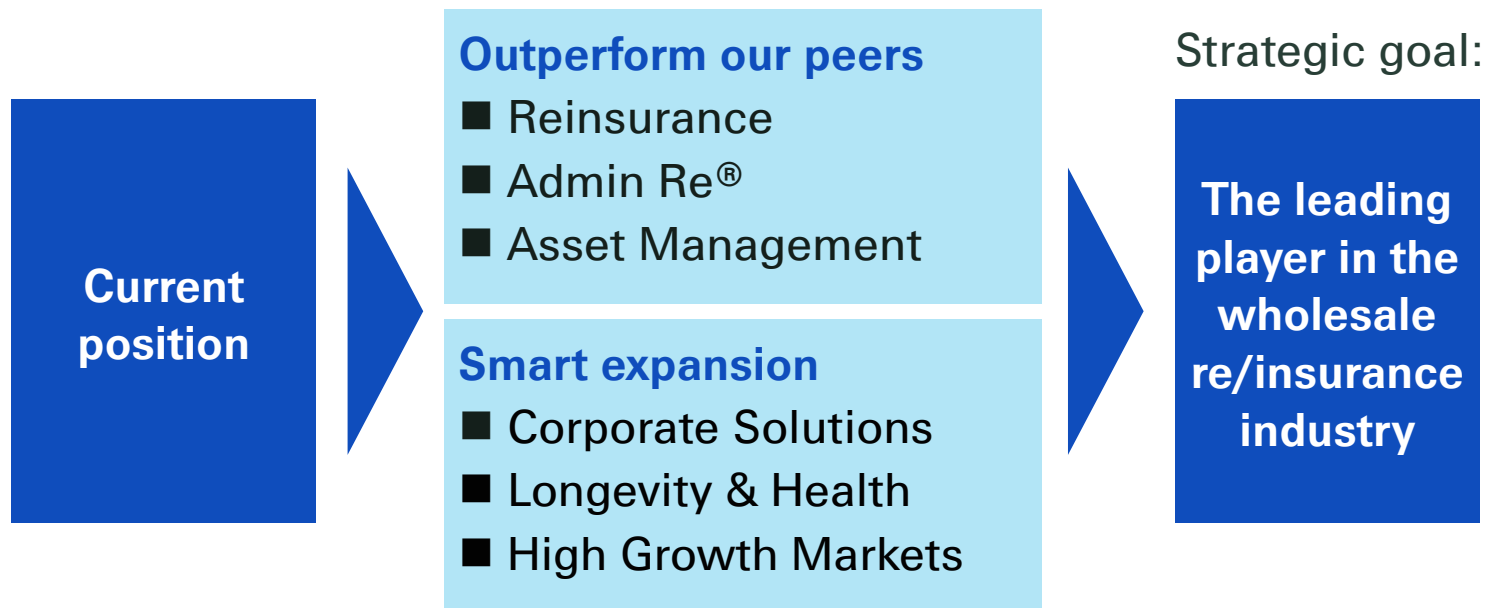 Current
position
Outperform our peers
■ Reinsurance
■ Admin Re®
■ Asset Management
Smart expansion
■ Corporate Solutions
■ Longevity & Health
■ High Growth Markets
Strategic goal:
The leading
player in the
wholesale
re/insurance
industry